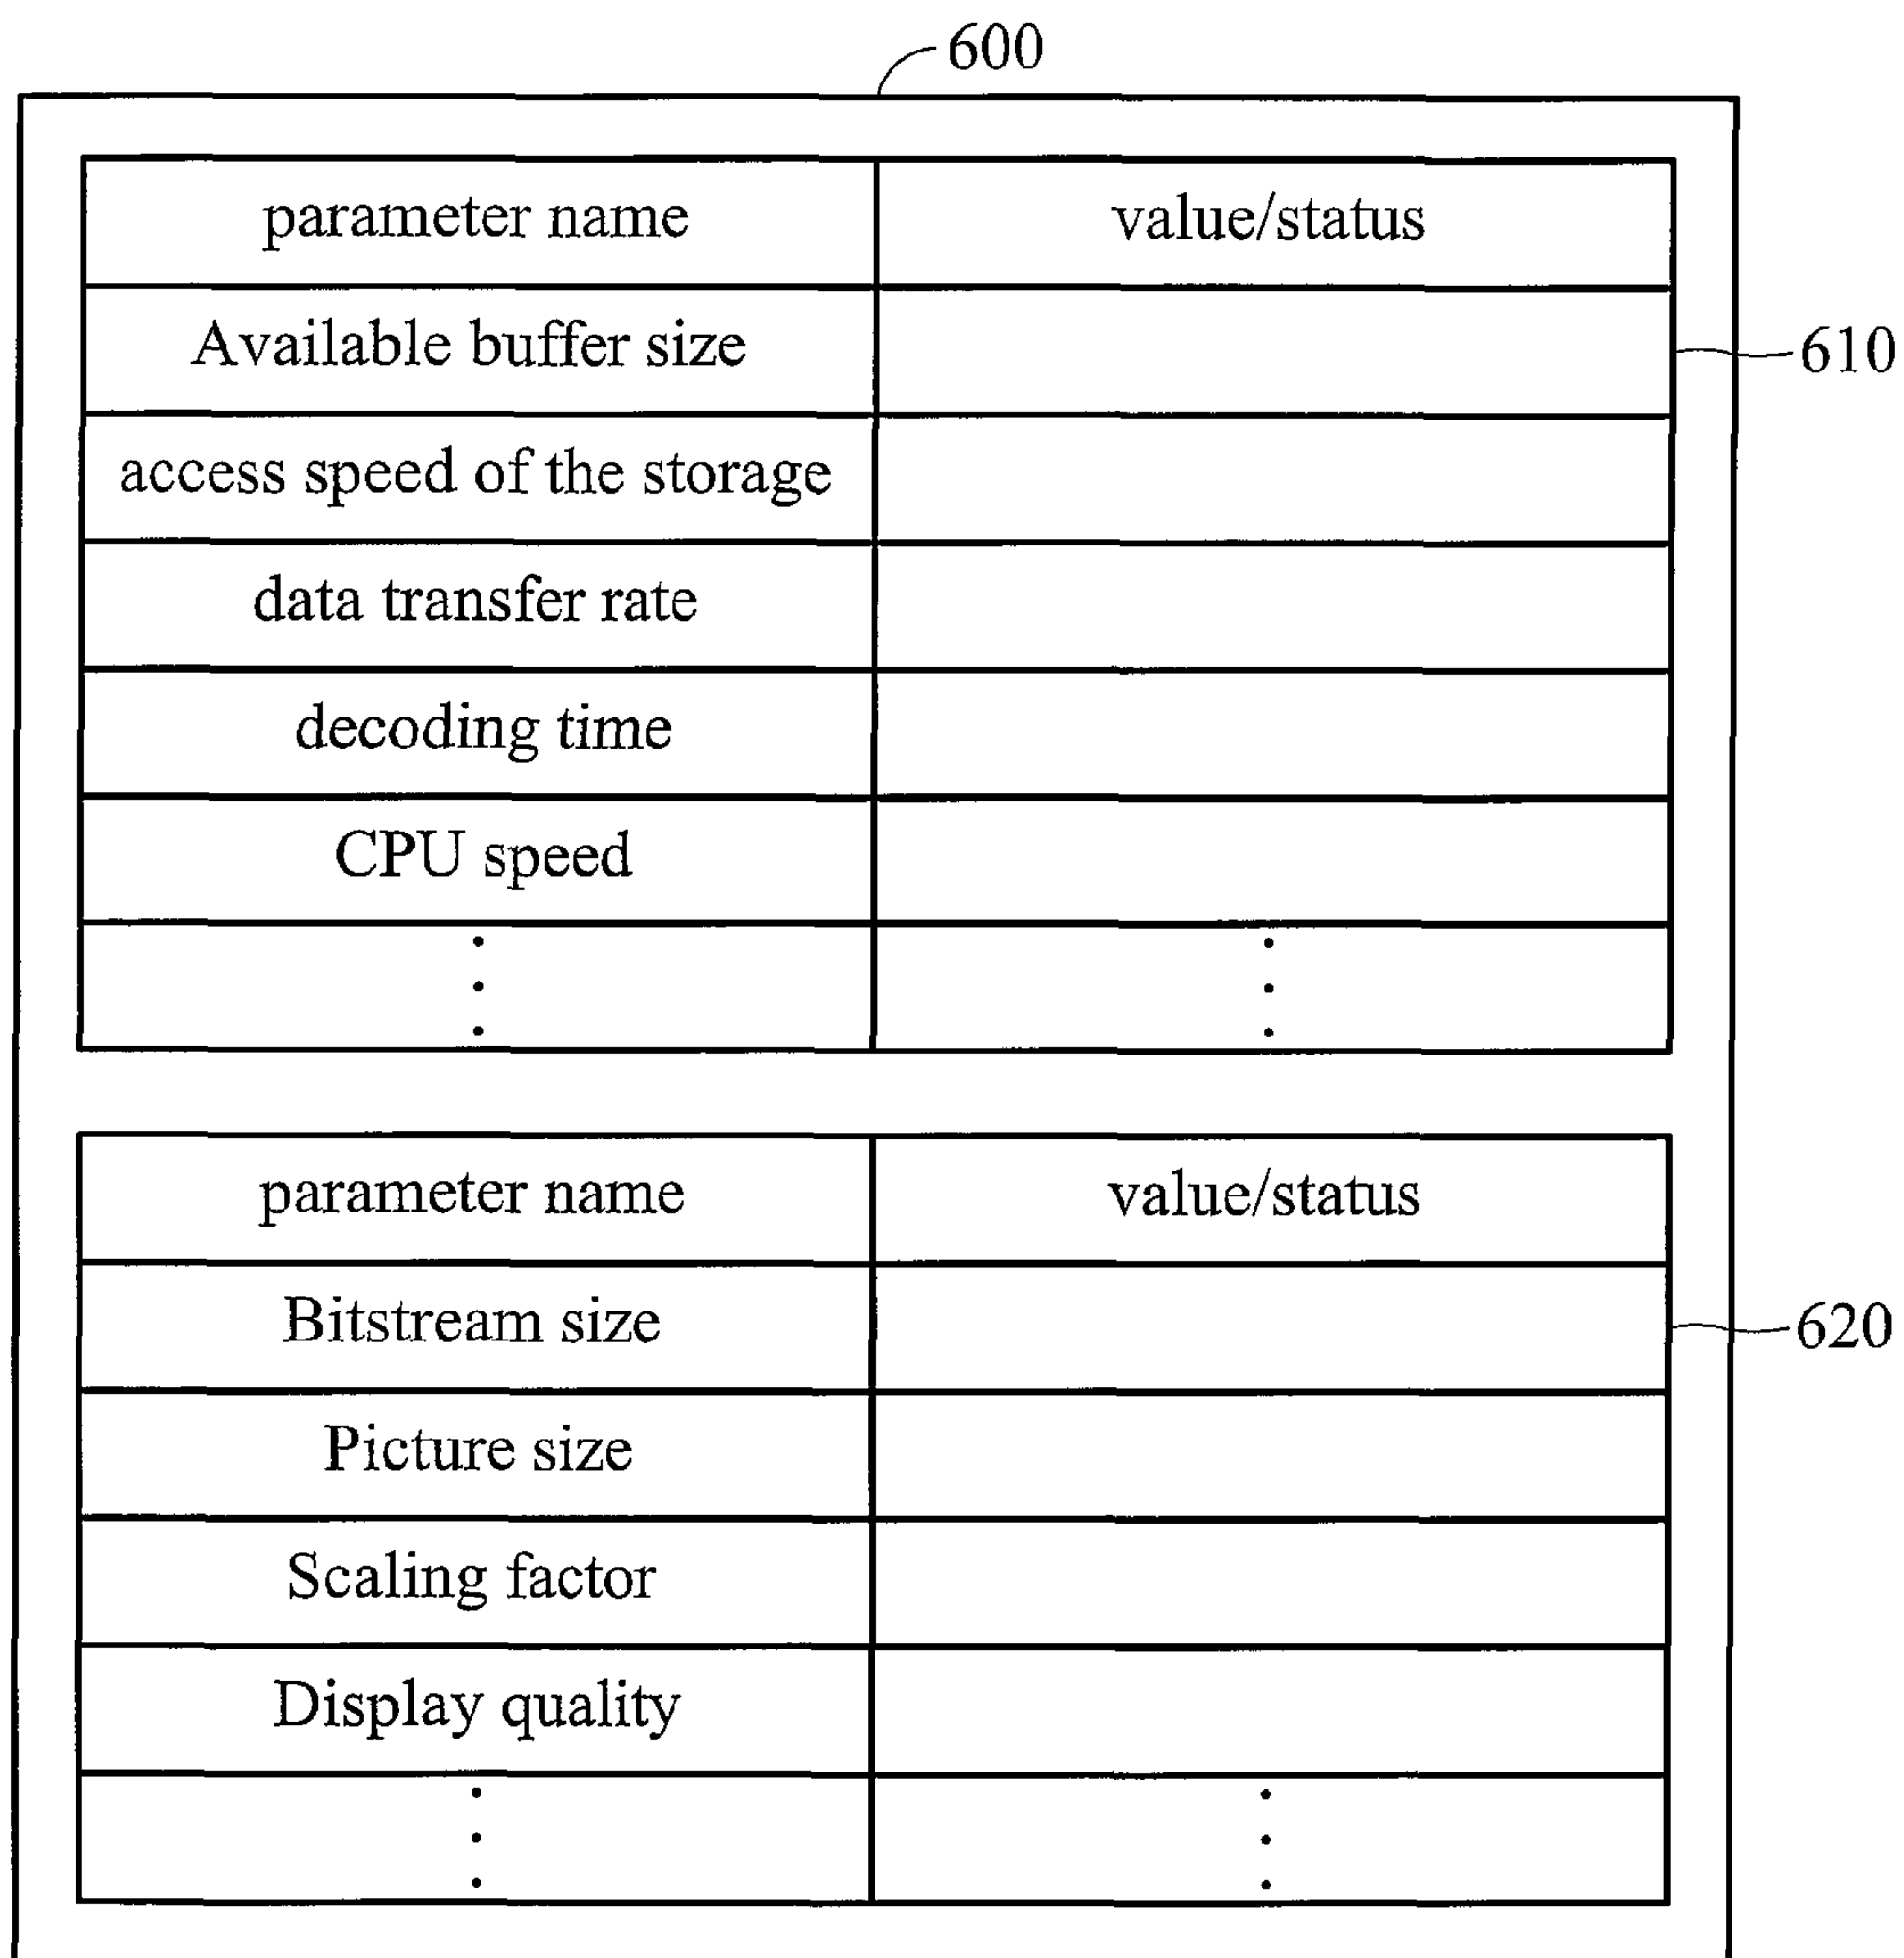 600
parameter name value/status
Available buffer size
610
access speed of the storage
data transfer rate
decoding time
CPU speed
parameter name value/status
Bitstream size
620
Picture size
Scaling factor
Display quality